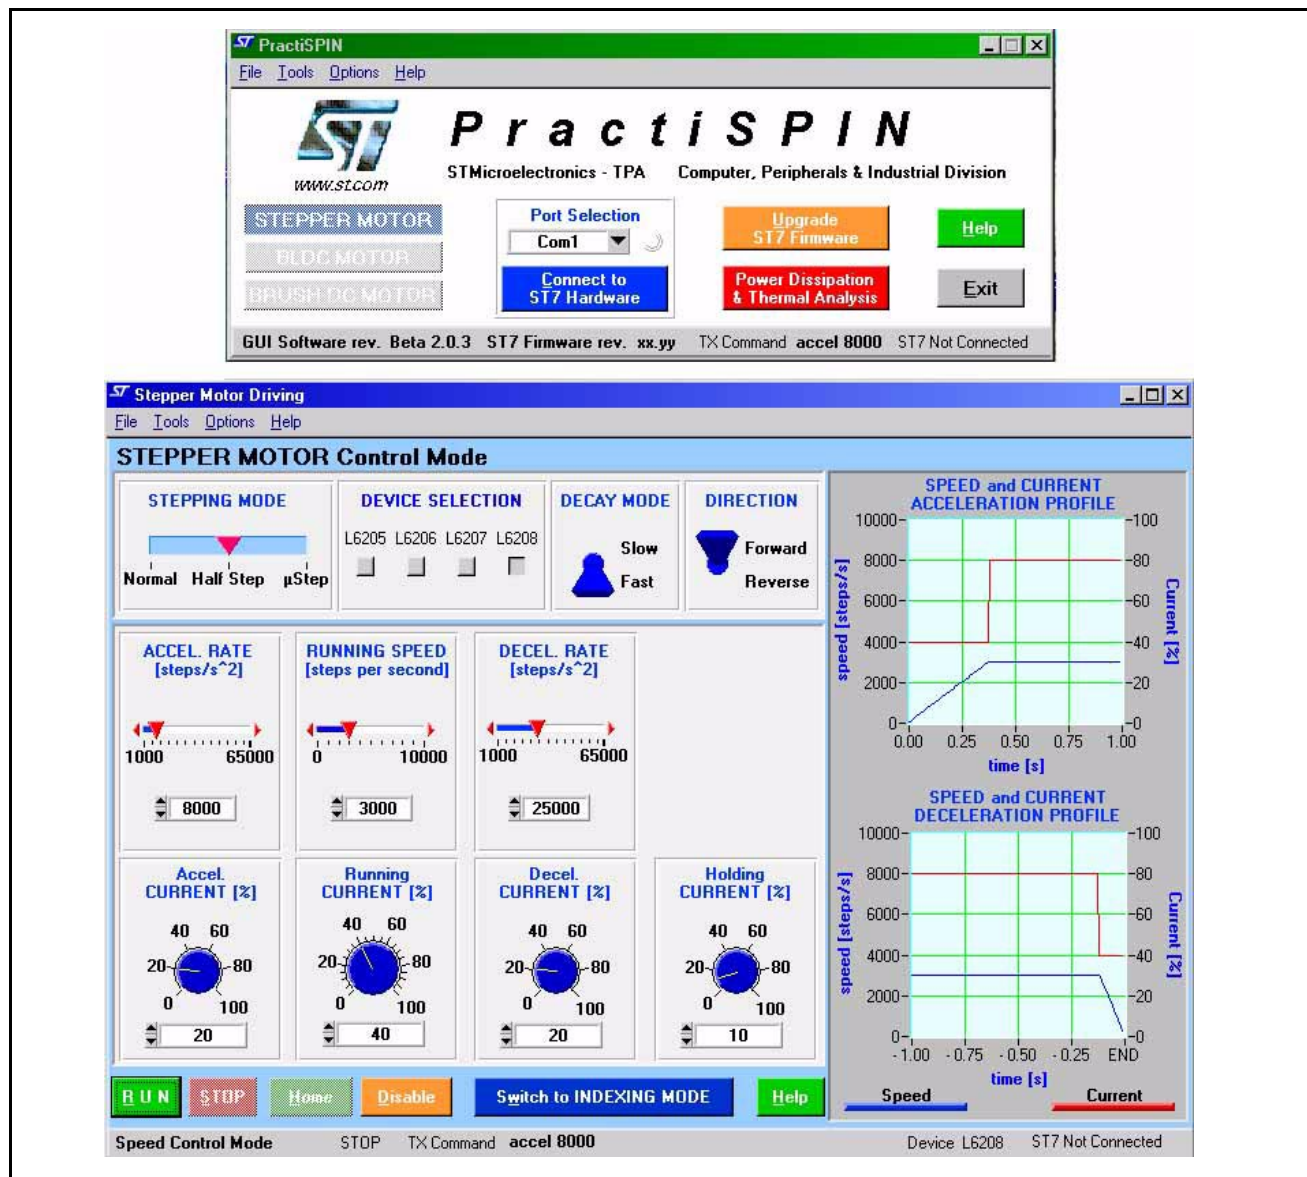 PractiSPIN
File Tools Options Help
ST
www.st.com
PractiSPIN
STMicroelectronics - TPA Computer, Peripherals & Industrial Division
STEPPER MOTOR
BLDC MOTOR
BRUSH DC MOTOR
Port Selection
Com1
Connect to
ST7 Hardware
Upgrade
ST7 Firmware
Power Dissipation
& Thermal Analysis
Help
Exit
GUI Software rev. Beta 2.0.3 ST7 Firmware rev. xx.yy TX Command accel 8000 ST7 Not Connected
Stepper Motor Driving
File Tools Options Help
STEPPER MOTOR Control Mode
STEPPING MODE
Normal Half Step µStep
DEVICE SELECTION
L6205 L6206 L6207 L6208
DECAY MODE
Slow
Fast
DIRECTION
Forward
Reverse
ACCEL. RATE
[steps/s^2]
1000 65000
8000
RUNNING SPEED
[steps per second]
0 10000
3000
DECEL. RATE
[steps/s^2]
1000 65000
25000
Accel.
CURRENT [%]
40 60
20 80
0 100
20
Running
CURRENT [%]
40 60
20 80
0 100
40
Decel.
CURRENT [%]
40 60
20 80
0 100
20
Holding
CURRENT [%]
40 60
20 80
0 100
10
SPEED and CURRENT
ACCELERATION PROFILE
speed [steps/s]
10000
8000
6000
4000
2000
0
100
80
60
40
20
0
Current [%]
0.00 0.25 0.50 0.75 1.00
time [s]
SPEED and CURRENT
DECELERATION PROFILE
speed [steps/s]
10000
8000
6000
4000
2000
0
100
80
60
40
20
0
Current [%]
-1.00 -0.75 -0.50 -0.25 END
time [s]
Speed Current
RUN STOP Home Disable Switch to INDEXING MODE Help
Speed Control Mode STOP TX Command accel 8000 Device L6208 ST7 Not Connected